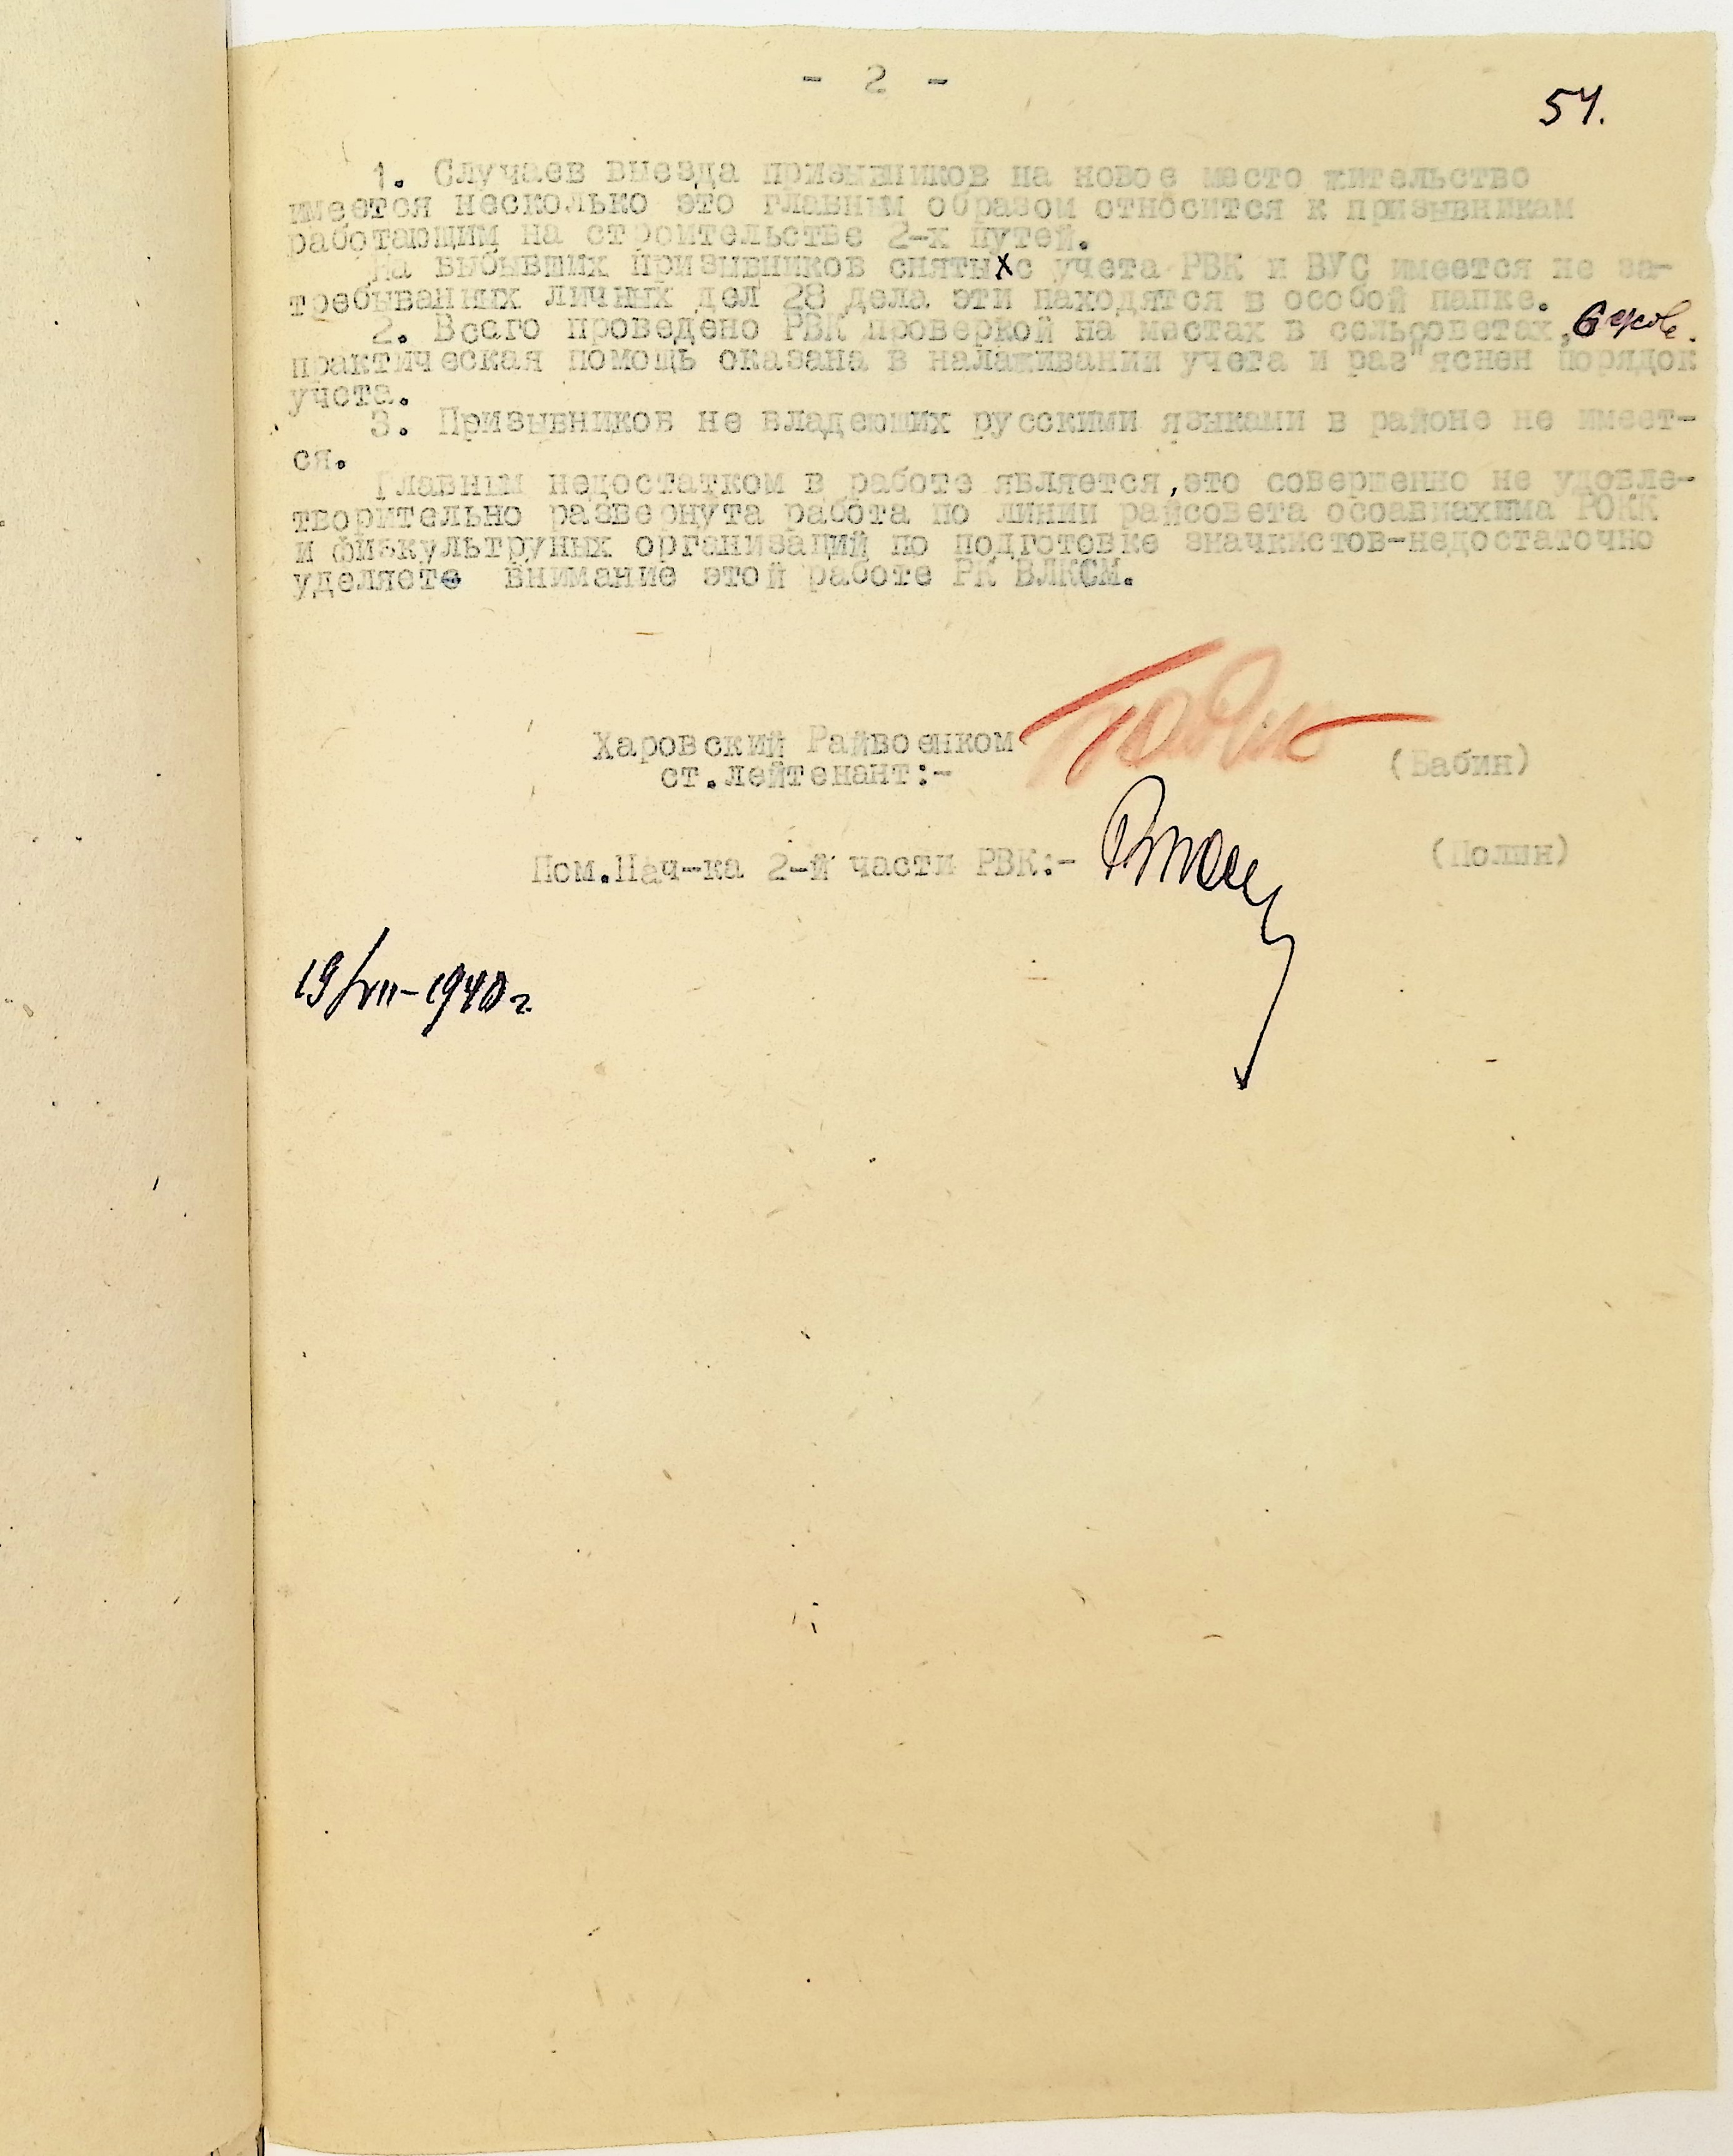 - 2 -
54.
1. Случаев выезда призывников на новое место жительство
имеется несколько это главным образом относится к призывникам
работающим на строительстве 2-х путей.
На выбывших призывников снятых с учета РВК и ВУС имеется не за-
требыванных личных дел 28 дела эти находятся в особой папке.
2. Всего проведено РВК проверкой на местах в сельсоветах, 6
практическая помощь оказана в налаживании учета и раз"яснен порядок
учета.
3. Призывников не владеющих русскими языками в районе не имеет-
ся.
Главным недостатком в работе является,это совершенно не удовле-
творительно развернута работа по линии райсовета осоавиахима РОКК
и физкультруных организаций по подготовке значкистов-недостаточно
уделяете внимание этой работе РК ВЛКСМ.
Харовский Райвоенком
ст.лейтенант:- (Бабин)
Пом.Нач-ка 2-й части РВК:- (Полин)
19/VII-1940 г.